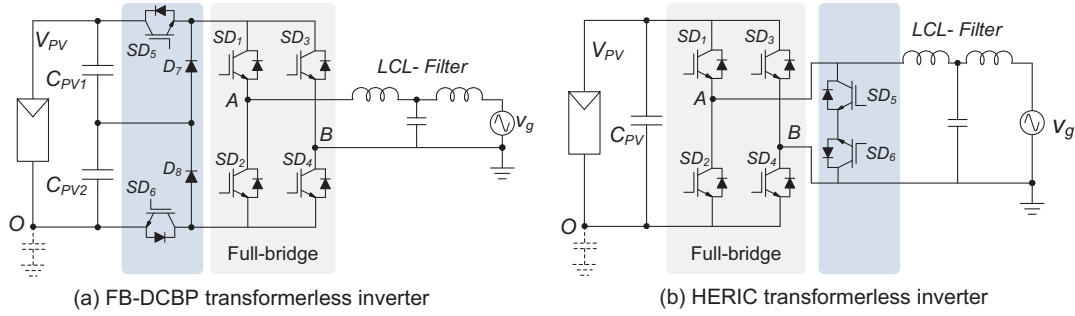 V_PV
SD_5
D_7
C_PV1
SD_1
SD_3
LCL- Filter
A
B
v_g
D_8
C_PV2
SD_6
SD_2
SD_4
O
Full-bridge
(a) FB-DCBP transformerless inverter
V_PV
SD_1
SD_3
LCL- Filter
A
SD_5
C_PV
B
v_g
SD_2
SD_4
SD_6
O
Full-bridge
(b) HERIC transformerless inverter